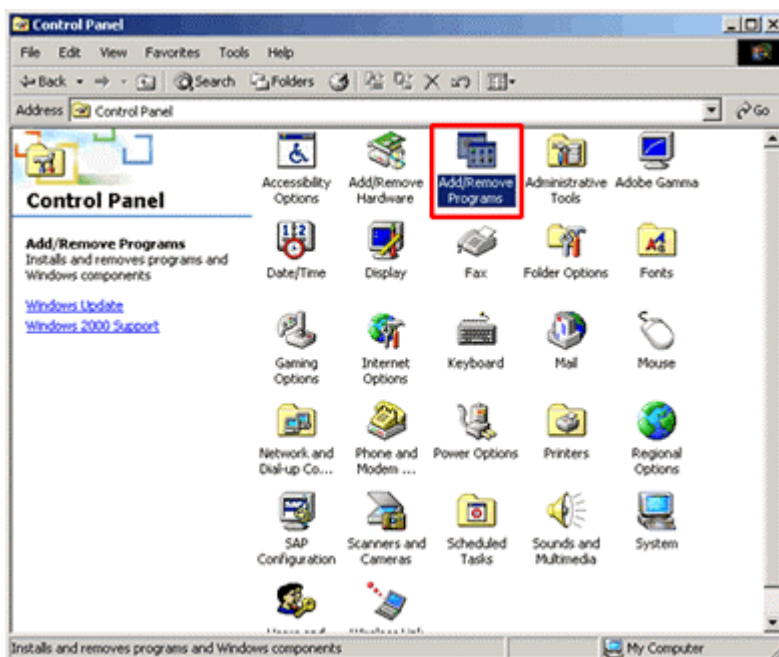 Control Panel
File Edit View Favorites Tools Help
Back Search Folders
Address Control Panel Go
Control Panel
Add/Remove Programs
Installs and removes programs and
Windows components
Windows Update
Windows 2000 Support
Accessibility
Options
Add/Remove
Hardware
Add/Remove
Programs
Administrative
Tools
Adobe Gamma
Date/Time
Display
Fax
Folder Options
Fonts
Gaming
Options
Internet
Options
Keyboard
Mail
Mouse
Network and
Dial-up Co...
Phone and
Modem ...
Power Options
Printers
Regional
Options
SAP
Configuration
Scanners and
Cameras
Scheduled
Tasks
Sounds and
Multimedia
System
Installs and removes programs and Windows components
My Computer